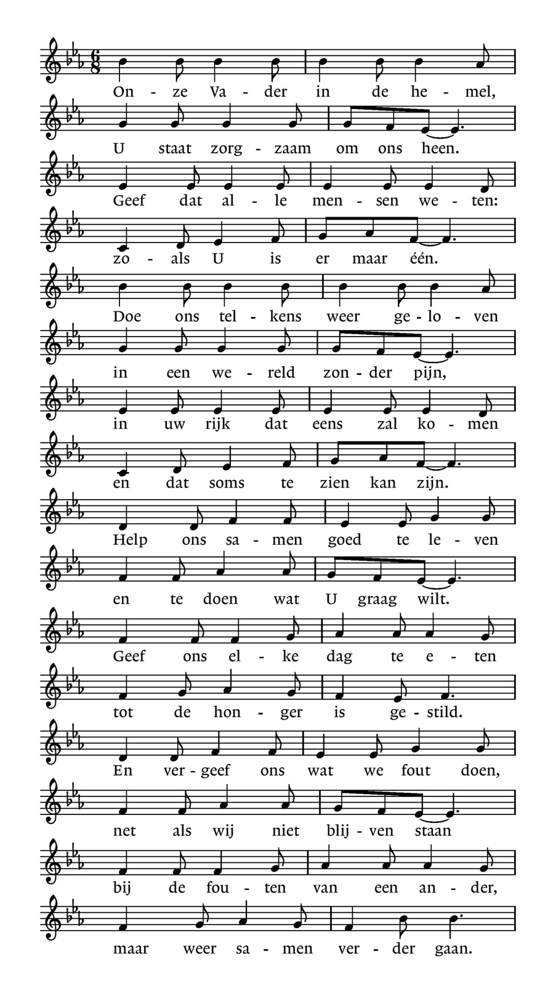 6
8
On - ze Va - der in de he - mel,
U staat zorg - zaam om ons heen.
Geef dat al - le men - sen we - ten:
zo - als U is er maar één.
Doe ons tel - kens weer ge - lo - ven
in een we - reld zon - der pijn,
in uw rijk dat eens zal ko - men
en dat soms te zien kan zijn.
Help ons sa - men goed te le - ven
en te doen wat U graag wilt.
Geef ons el - ke dag te e - ten
tot de hon - ger is ge - stild.
En ver - geef ons wat we fout doen,
net als wij niet blij - ven staan
bij de fou - ten van een an - der,
maar weer sa - men ver - der gaan.